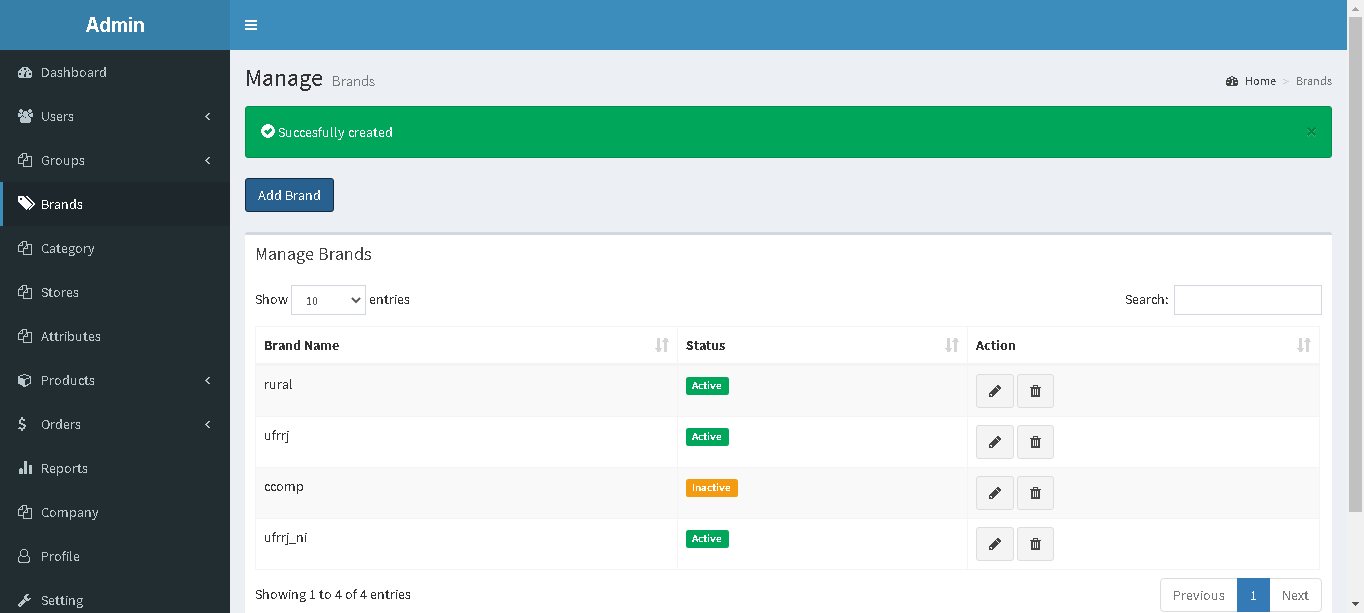 Admin
Dashboard
Users
Groups
Brands
Category
Stores
Attributes
Products
Orders
Reports
Company
Profile
Setting
Manage Brands
Home > Brands
Succesfully created ×
Add Brand
Manage Brands
Show 10 entries
Search:
Brand Name Status Action
rural Active
ufrrj Active
ccomp Inactive
ufrrj_ni Active
Showing 1 to 4 of 4 entries
Previous 1 Next